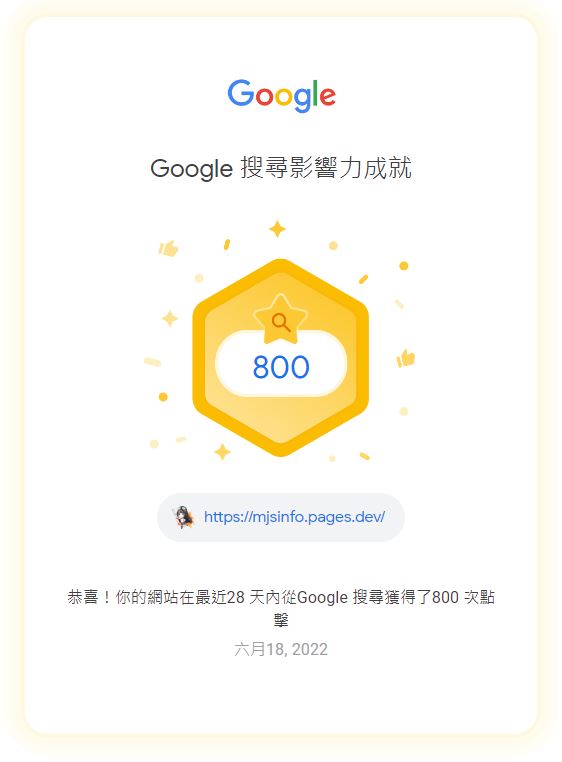 Google
Google 搜尋影響力成就
800
https://mjsinfo.pages.dev/
恭喜！你的網站在最近28 天內從Google 搜尋獲得了800 次點
擊
六月18, 2022